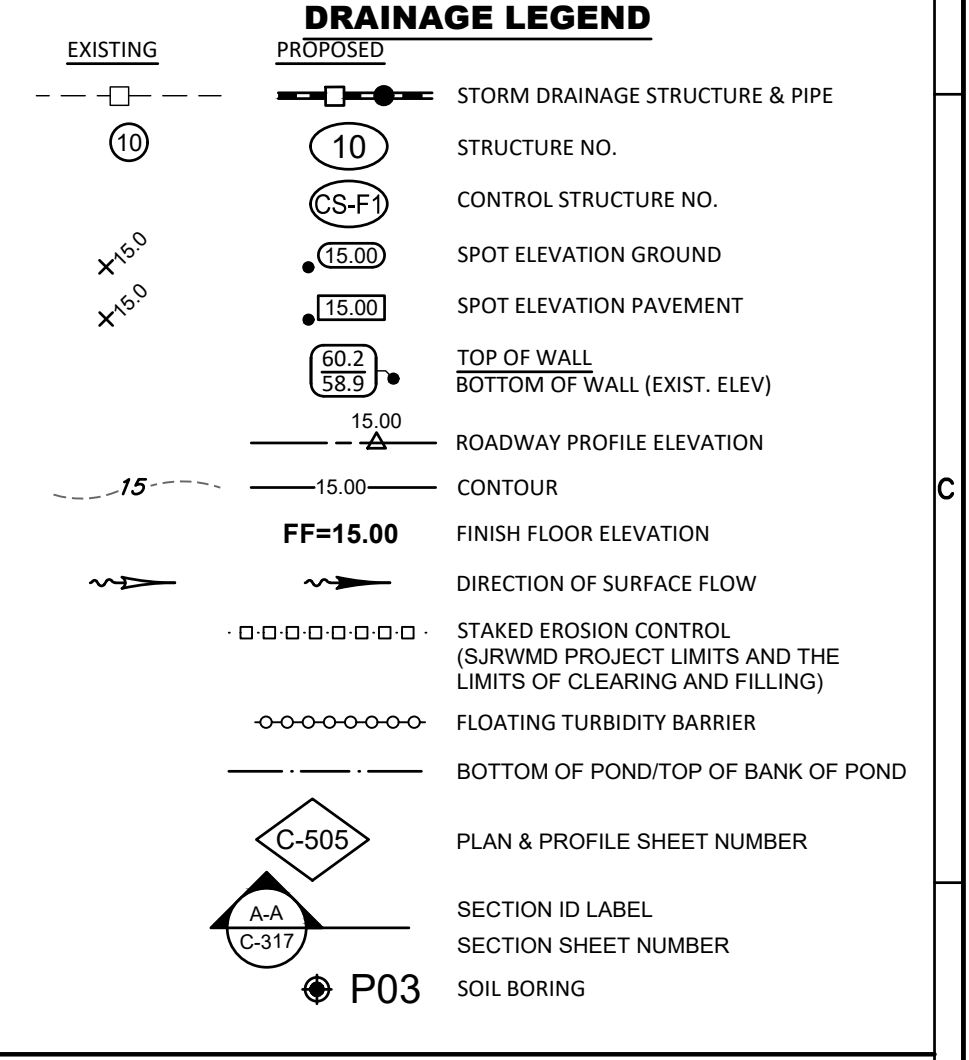 DRAINAGE LEGEND
EXISTING PROPOSED
STORM DRAINAGE STRUCTURE & PIPE
10 10 STRUCTURE NO.
CS-F1 CONTROL STRUCTURE NO.
15.0 15.00 SPOT ELEVATION GROUND
15.0 15.00 SPOT ELEVATION PAVEMENT
60.2 TOP OF WALL
58.9 BOTTOM OF WALL (EXIST. ELEV)
15.00
ROADWAY PROFILE ELEVATION
15 15.00 CONTOUR
C
FF=15.00 FINISH FLOOR ELEVATION
DIRECTION OF SURFACE FLOW
STAKED EROSION CONTROL
(SJRWMD PROJECT LIMITS AND THE
LIMITS OF CLEARING AND FILLING)
FLOATING TURBIDITY BARRIER
BOTTOM OF POND/TOP OF BANK OF POND
C-505 PLAN & PROFILE SHEET NUMBER
A-A SECTION ID LABEL
C-317 SECTION SHEET NUMBER
P03 SOIL BORING